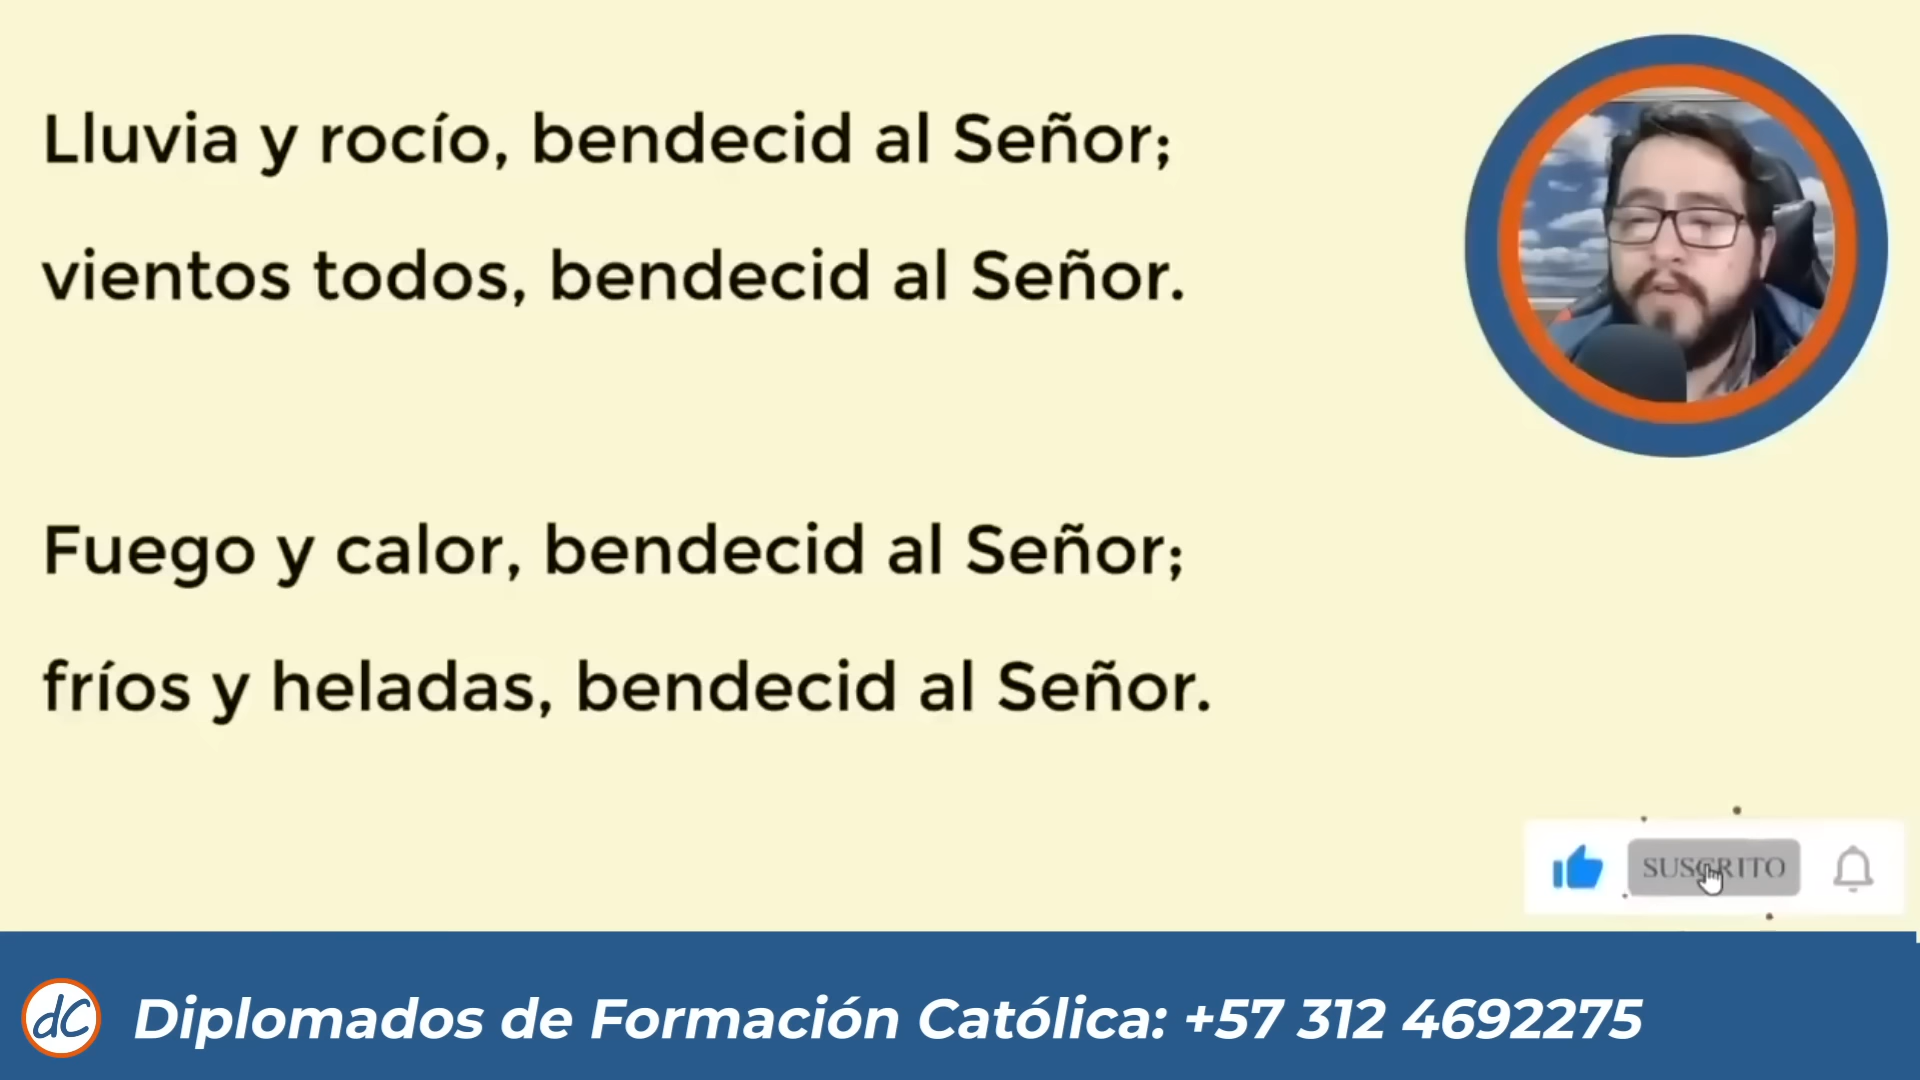 Lluvia y rocío, bendecid al Señor;
vientos todos, bendecid al Señor.
Fuego y calor, bendecid al Señor;
fríos y heladas, bendecid al Señor.
SUSCRITO
dC Diplomados de Formación Católica: +57 312 4692275